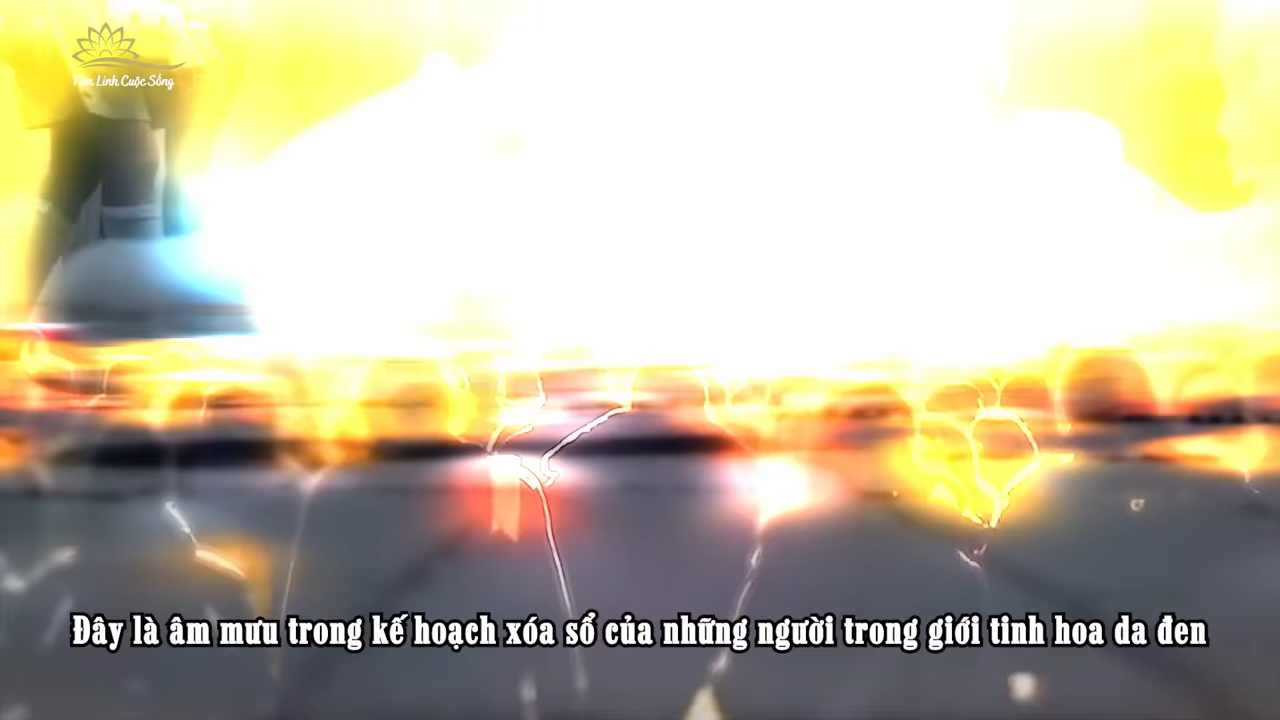 Tâm Linh Cuộc Sống
Đây là âm mưu trong kế hoạch xóa sổ của những người trong giới tinh hoa da đen